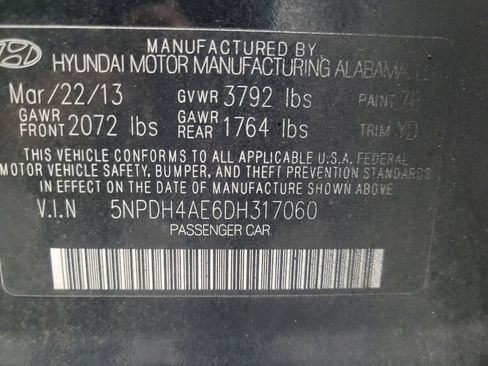 MANUFACTURED BY
HYUNDAI MOTOR MANUFACTURING ALABAMA,
Mar/22/13 GVWR 3792 lbs PAINT
GAWR FRONT 2072 lbs GAWR REAR 1764 lbs TRIM YD
THIS VEHICLE CONFORMS TO ALL APPLICABLE U.S.A. FEDERAL
MOTOR VEHICLE SAFETY, BUMPER, AND THEFT PREVENTION STANDARDS
IN EFFECT ON THE DATE OF MANUFACTURE SHOWN ABOVE.
V.I.N 5NPDH4AE6DH317060
PASSENGER CAR